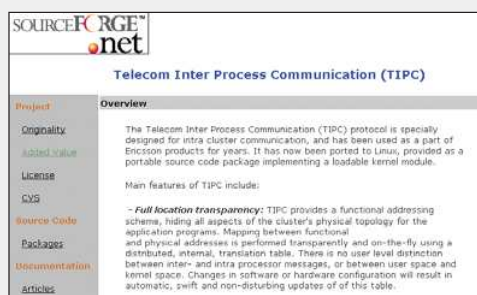 SOURCEFORGE™
.net
Telecom Inter Process Communication (TIPC)
Project
Originality
Added Value
License
CVS
Source Code
Packages
Documentation
Articles
Overview
The Telecom Inter Process Communication (TIPC) protocol is specially
designed for intra cluster communication, and has been used as a part of
Ericsson products for years. It has now been ported to Linux, provided as a
portable source code package implementing a loadable kernel module.
Main features of TIPC include:
- Full location transparency: TIPC provides a functional addressing
scheme, hiding all aspects of the cluster's physical topology for the
application programs. Mapping between functional
and physical addresses is performed transparently and on-the-fly using a
distributed, internal, translation table. There is no user level distinction
between inter- and intra processor messages, or between user space and
kernel space. Changes in software or hardware configuration will result in
automatic, swift and non-disturbing updates of of this table.